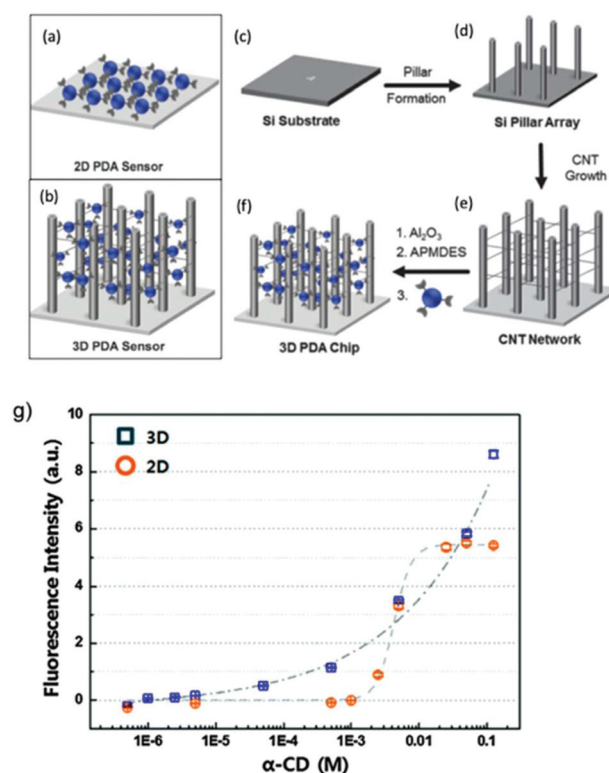 (a)
2D PDA Sensor
(b)
3D PDA Sensor
(c)
Si Substrate
Pillar
Formation
(d)
Si Pillar Array
CNT
Growth
(e)
CNT Network
1. Al₂O₃
2. APMDES
3.
(f)
3D PDA Chip
g)
Fluorescence Intensity (a.u.)
10
8
6
4
2
0
3D
2D
1E-6
1E-5
1E-4
1E-3
0.01
0.1
α-CD (M)